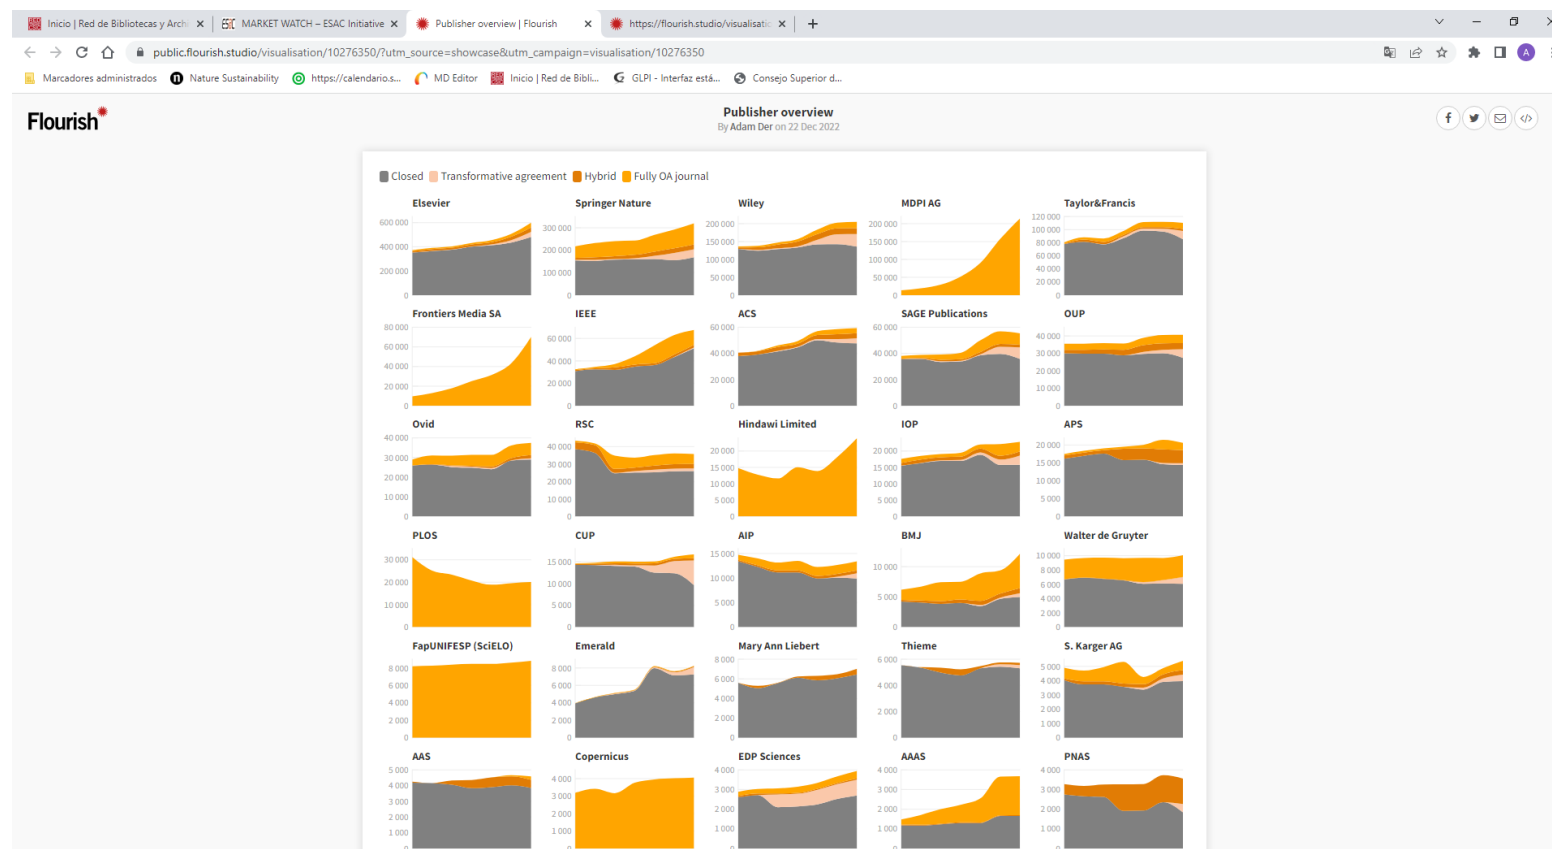 Inicio | Red de Bibliotecas y Archi
MARKET WATCH – ESAC Initiative
Publisher overview | Flourish
https://flourish.studio/visualisatio
public.flourish.studio/visualisation/10276350/?utm_source=showcase&utm_campaign=visualisation/10276350
A
Marcadores administrados
Nature Sustainability
https://calendario.s...
MD Editor
Inicio | Red de Bibli...
GLPI - Interfaz está...
Consejo Superior d...
Flourish
Publisher overview
By Adam Der on 22 Dec 2022
Closed Transformative agreement Hybrid Fully OA journal
Elsevier
600 000
400 000
200 000
0
Springer Nature
300 000
200 000
100 000
0
Wiley
200 000
150 000
100 000
50 000
0
MDPI AG
200 000
150 000
100 000
50 000
0
Taylor&Francis
120 000
100 000
80 000
60 000
40 000
20 000
0
Frontiers Media SA
80 000
60 000
40 000
20 000
0
IEEE
60 000
40 000
20 000
0
ACS
60 000
40 000
20 000
0
SAGE Publications
60 000
40 000
20 000
0
OUP
40 000
30 000
20 000
10 000
0
Ovid
40 000
30 000
20 000
10 000
0
RSC
40 000
30 000
20 000
10 000
0
Hindawi Limited
20 000
15 000
10 000
5 000
0
IOP
20 000
15 000
10 000
5 000
0
APS
20 000
15 000
10 000
5 000
0
PLOS
30 000
20 000
10 000
0
CUP
15 000
10 000
5 000
0
AIP
15 000
10 000
5 000
0
BMJ
10 000
5 000
0
Walter de Gruyter
10 000
8 000
6 000
4 000
2 000
0
FapUNIFESP (SciELO)
8 000
6 000
4 000
2 000
0
Emerald
8 000
6 000
4 000
2 000
0
Mary Ann Liebert
8 000
6 000
4 000
2 000
0
Thieme
6 000
4 000
2 000
0
S. Karger AG
5 000
4 000
3 000
2 000
1 000
0
AAS
5 000
4 000
3 000
2 000
1 000
Copernicus
4 000
3 000
2 000
1 000
EDP Sciences
4 000
3 000
2 000
1 000
AAAS
4 000
3 000
2 000
1 000
PNAS
4 000
3 000
2 000
1 000